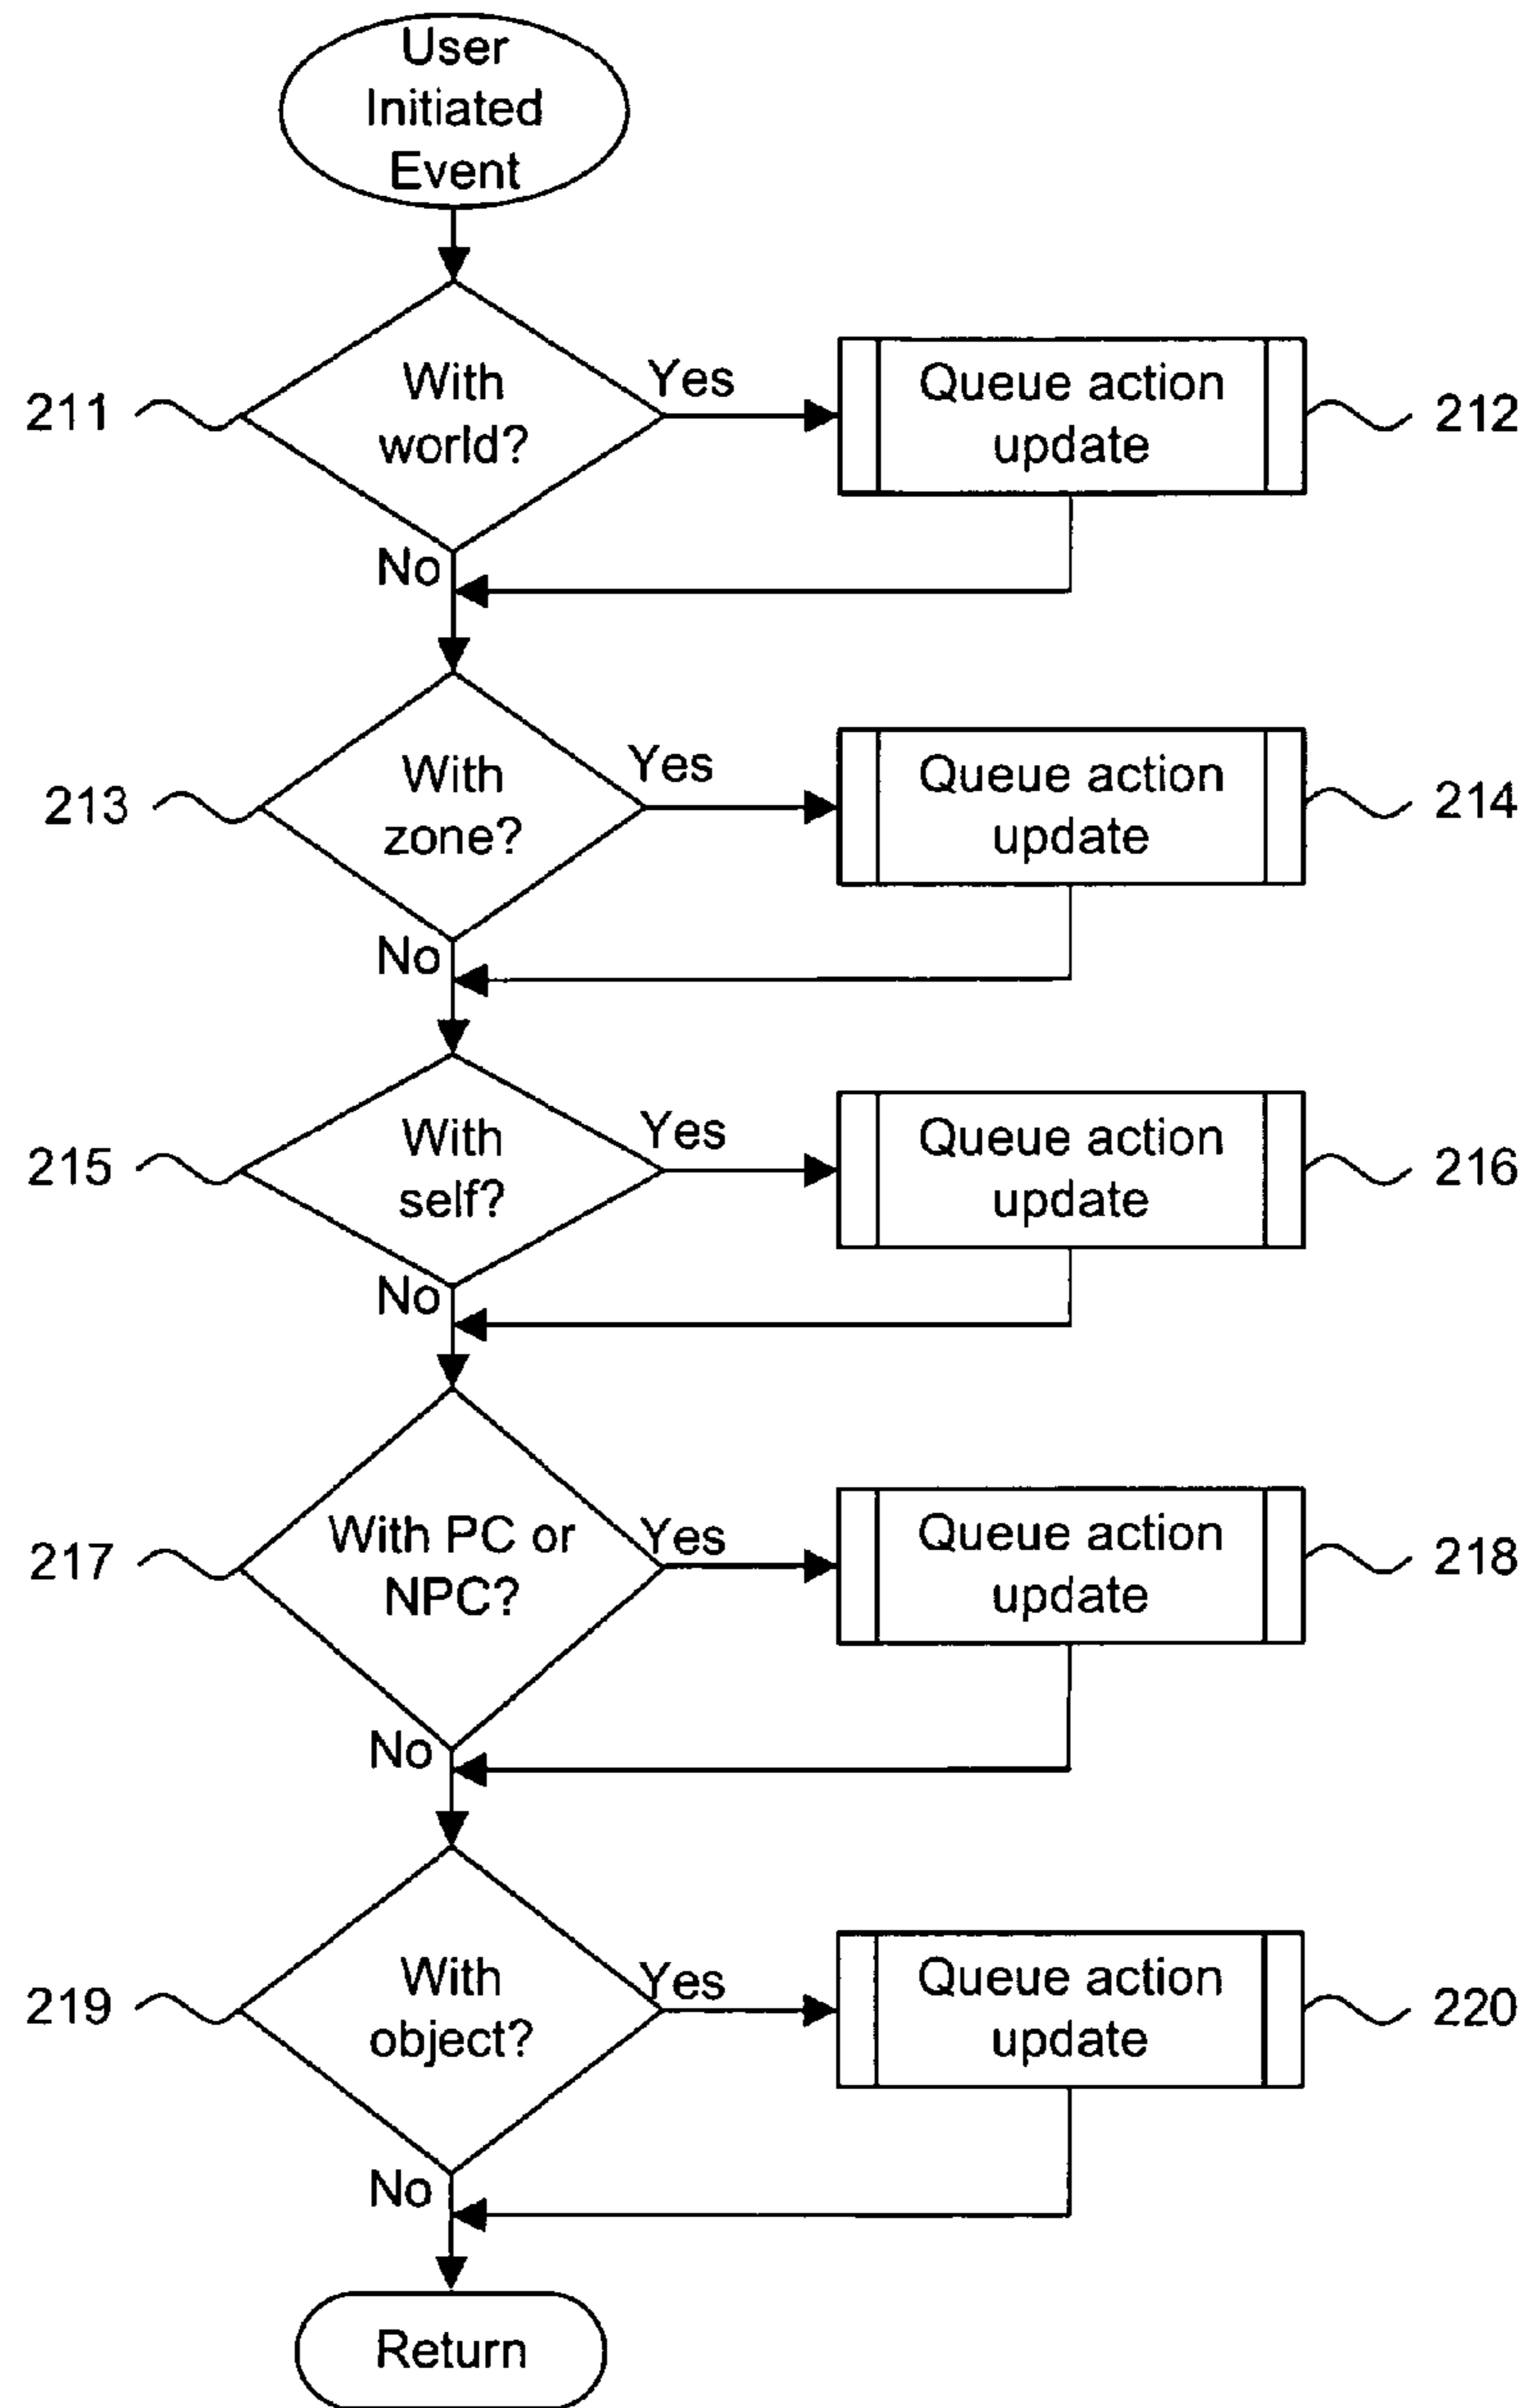 User
Initiated
Event
With
world?
Yes
Queue action
update
211
212
No
With
zone?
Yes
Queue action
update
213
214
No
With
self?
Yes
Queue action
update
215
216
No
With PC or
NPC?
Yes
Queue action
update
217
218
No
With
object?
Yes
Queue action
update
219
220
No
Return